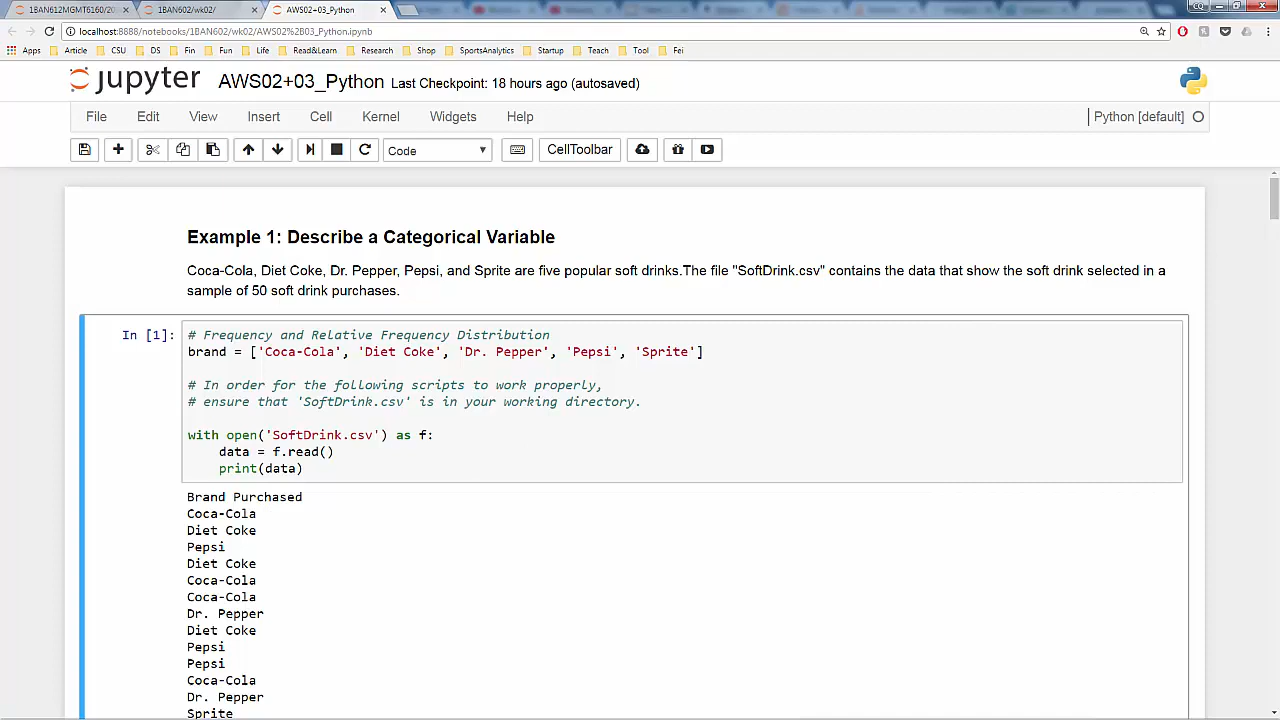 1BAN612MGMT6160/20 1BAN602/wk02/ AWS02+03_Python
localhost:8888/notebooks/1BAN602/wk02/AWS02%2B03_Python.ipynb
Apps Article CSU DS Fin Fun Life Read&Learn Research Shop SportsAnalytics Startup Teach Tool Fei
jupyter AWS02+03_Python Last Checkpoint: 18 hours ago (autosaved)
File Edit View Insert Cell Kernel Widgets Help Python [default]
Code CellToolbar
Example 1: Describe a Categorical Variable
Coca-Cola, Diet Coke, Dr. Pepper, Pepsi, and Sprite are five popular soft drinks.The file "SoftDrink.csv" contains the data that show the soft drink selected in a
sample of 50 soft drink purchases.
In [1]:
# Frequency and Relative Frequency Distribution
brand = ['Coca-Cola', 'Diet Coke', 'Dr. Pepper', 'Pepsi', 'Sprite']
# In order for the following scripts to work properly,
# ensure that 'SoftDrink.csv' is in your working directory.
with open('SoftDrink.csv') as f:
data = f.read()
print(data)
Brand Purchased
Coca-Cola
Diet Coke
Pepsi
Diet Coke
Coca-Cola
Coca-Cola
Dr. Pepper
Diet Coke
Pepsi
Pepsi
Coca-Cola
Dr. Pepper
Sprite